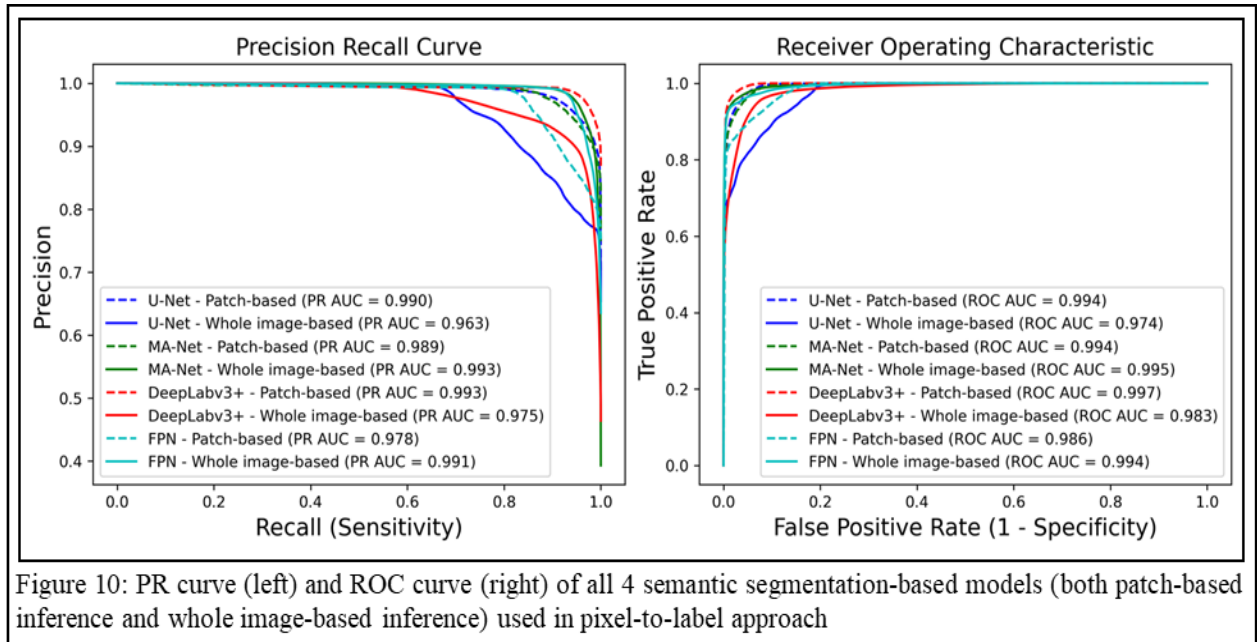 Precision Recall Curve
1.0
0.9
0.8
0.7
0.6
0.5
0.4
Precision
U-Net - Patch-based (PR AUC = 0.990)
U-Net - Whole image-based (PR AUC = 0.963)
MA-Net - Patch-based (PR AUC = 0.989)
MA-Net - Whole image-based (PR AUC = 0.993)
DeepLabv3+ - Patch-based (PR AUC = 0.993)
DeepLabv3+ - Whole image-based (PR AUC = 0.975)
FPN - Patch-based (PR AUC = 0.978)
FPN - Whole image-based (PR AUC = 0.991)
0.0 0.2 0.4 0.6 0.8 1.0
Recall (Sensitivity)
Receiver Operating Characteristic
1.0
0.8
0.6
0.4
0.2
0.0
True Positive Rate
U-Net - Patch-based (ROC AUC = 0.994)
U-Net - Whole image-based (ROC AUC = 0.974)
MA-Net - Patch-based (ROC AUC = 0.994)
MA-Net - Whole image-based (ROC AUC = 0.995)
DeepLabv3+ - Patch-based (ROC AUC = 0.997)
DeepLabv3+ - Whole image-based (ROC AUC = 0.983)
FPN - Patch-based (ROC AUC = 0.986)
FPN - Whole image-based (ROC AUC = 0.994)
0.0 0.2 0.4 0.6 0.8 1.0
False Positive Rate (1 - Specificity)
Figure 10: PR curve (left) and ROC curve (right) of all 4 semantic segmentation-based models (both patch-based
inference and whole image-based inference) used in pixel-to-label approach